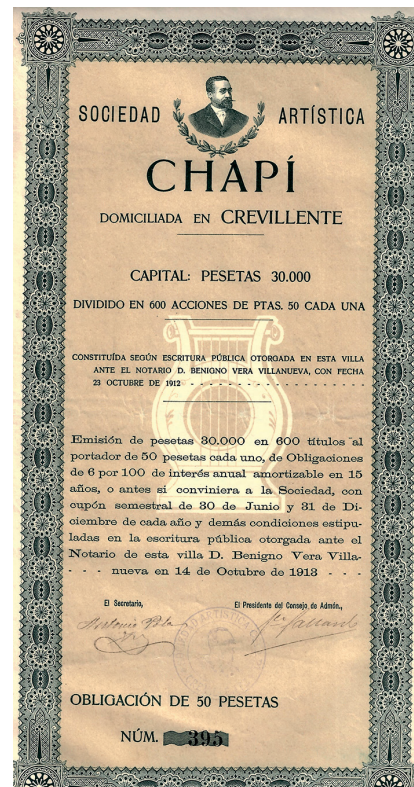 SOCIEDAD ARTÍSTICA
CHAPÍ
DOMICILIADA EN CREVILLENTE
CAPITAL: PESETAS 30.000
DIVIDIDO EN 600 ACCIONES DE PTAS. 50 CADA UNA
CONSTITUÍDA SEGÚN ESCRITURA PÚBLICA OTORGADA EN ESTA VILLA
ANTE EL NOTARIO D. BENIGNO VERA VILLANUEVA, CON FECHA
23 OCTUBRE DE 1912 - - - - - - - - - - - - - - - - - -
Emisión de pesetas 30.000 en 600 títulos al
portador de 50 pesetas cada uno, de Obligaciones
de 6 por 100 de interés anual amortizable en 15
años, o antes si conviniera a la Sociedad, con
cupón semestral de 30 de Junio y 31 de Di-
ciembre de cada año y demás condiciones estipu-
ladas en la escritura pública otorgada ante el
Notario de esta villa D. Benigno Vera Villa-
- - - nueva en 14 de Octubre de 1913 - - -
El Secretario, El Presidente del Consejo de Admón.,
OBLIGACIÓN DE 50 PESETAS
NÚM. 395